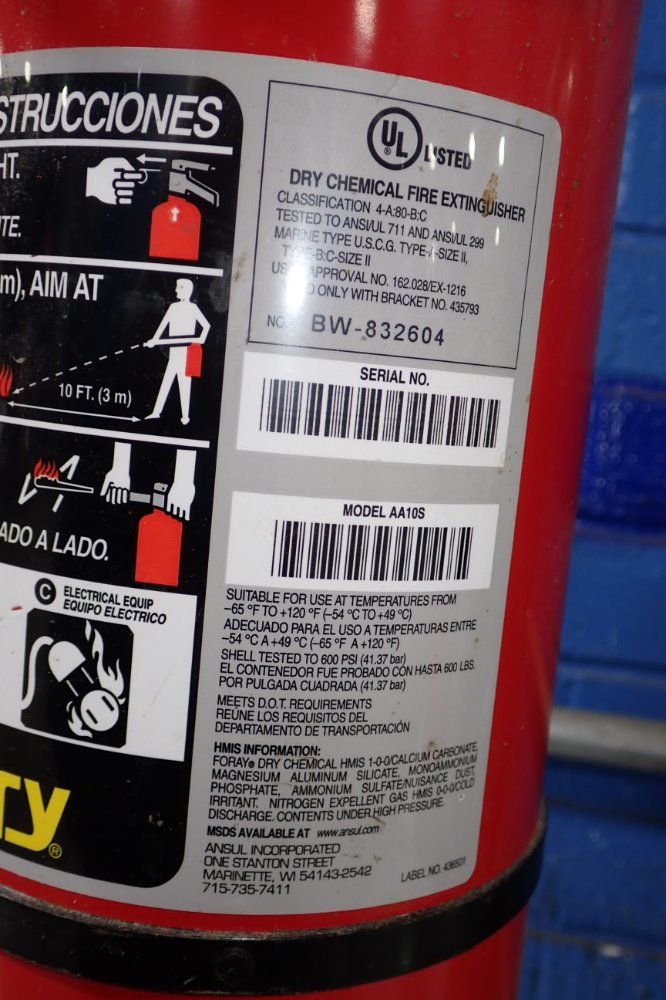 STRUCCIONES
HT.
TE.
m), AIM AT
10 FT. (3 m)
ADO A LADO.
C ELECTRICAL EQUIP
EQUIPO ELECTRICO
TY®
UL LISTED
DRY CHEMICAL FIRE EXTINGUISHER
CLASSIFICATION 4-A:80-B:C
TESTED TO ANSI/UL 711 AND ANSI/UL 299
MARINE TYPE U.S.C.G. TYPE-A-SIZE II,
-B:C-SIZE II
APPROVAL NO. 162.028/EX-1216
ONLY WITH BRACKET NO. 435793
NO. BW-832604
SERIAL NO.
MODEL AA10S
SUITABLE FOR USE AT TEMPERATURES FROM
–65 °F TO +120 °F (–54 °C TO +49 °C)
ADECUADO PARA EL USO A TEMPERATURAS ENTRE
–54 °C A +49 °C (–65 °F A +120 °F)
SHELL TESTED TO 600 PSI (41.37 bar)
EL CONTENEDOR FUE PROBADO CON HASTA 600 LBS.
POR PULGADA CUADRADA (41.37 bar)
MEETS D.O.T. REQUIREMENTS
REÚNE LOS REQUISITOS DEL
DEPARTAMENTO DE TRANSPORTACIÓN
HMIS INFORMATION:
FORAY® DRY CHEMICAL HMIS 1-0-0/CALCIUM CARBONATE,
MAGNESIUM ALUMINUM SILICATE, MONOAMMONIUM
PHOSPHATE, AMMONIUM SULFATE/NUISANCE DUST,
IRRITANT. NITROGEN EXPELLENT GAS HMIS 0-0-0/COLD
DISCHARGE. CONTENTS UNDER HIGH PRESSURE.
MSDS AVAILABLE AT www.ansul.com
ANSUL INCORPORATED
ONE STANTON STREET
MARINETTE, WI 54143-2542
715-735-7411
LABEL NO. 436501